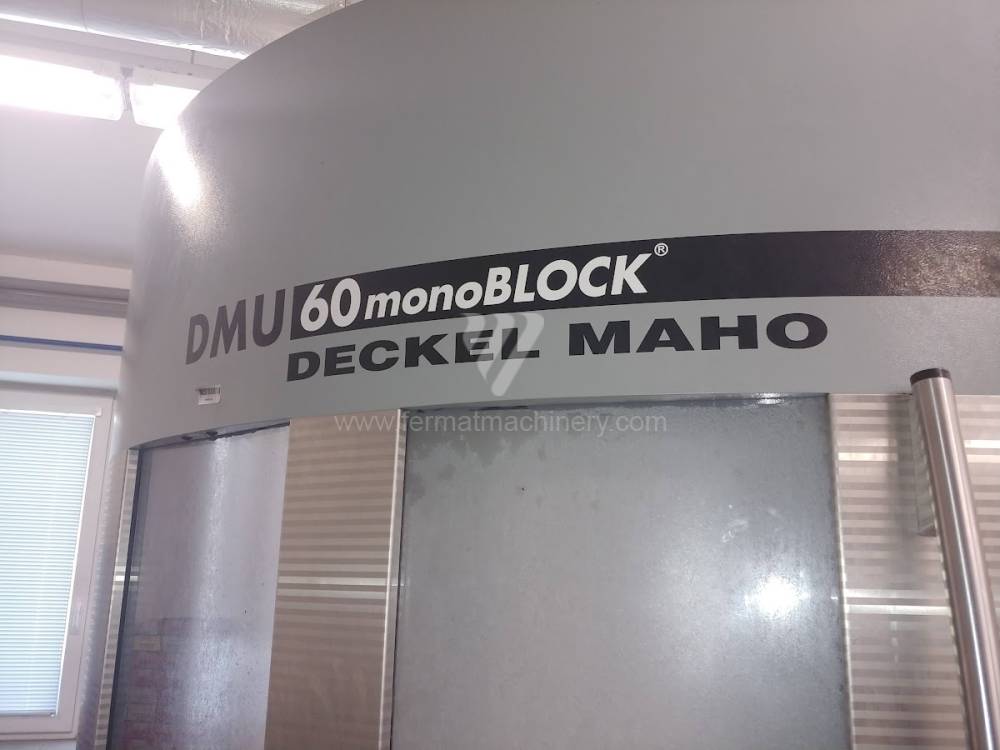 DMU 60 monoBLOCK®
DECKEL MAHO
www.fermatmachinery.com